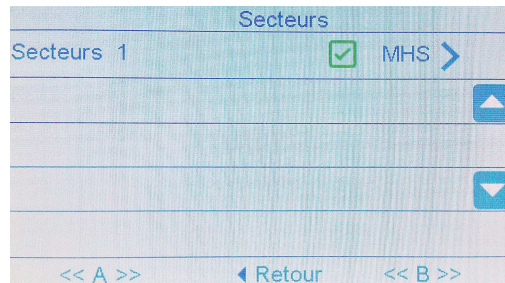 Secteurs
Secteurs 1 MHS
<< A >> Retour << B >>